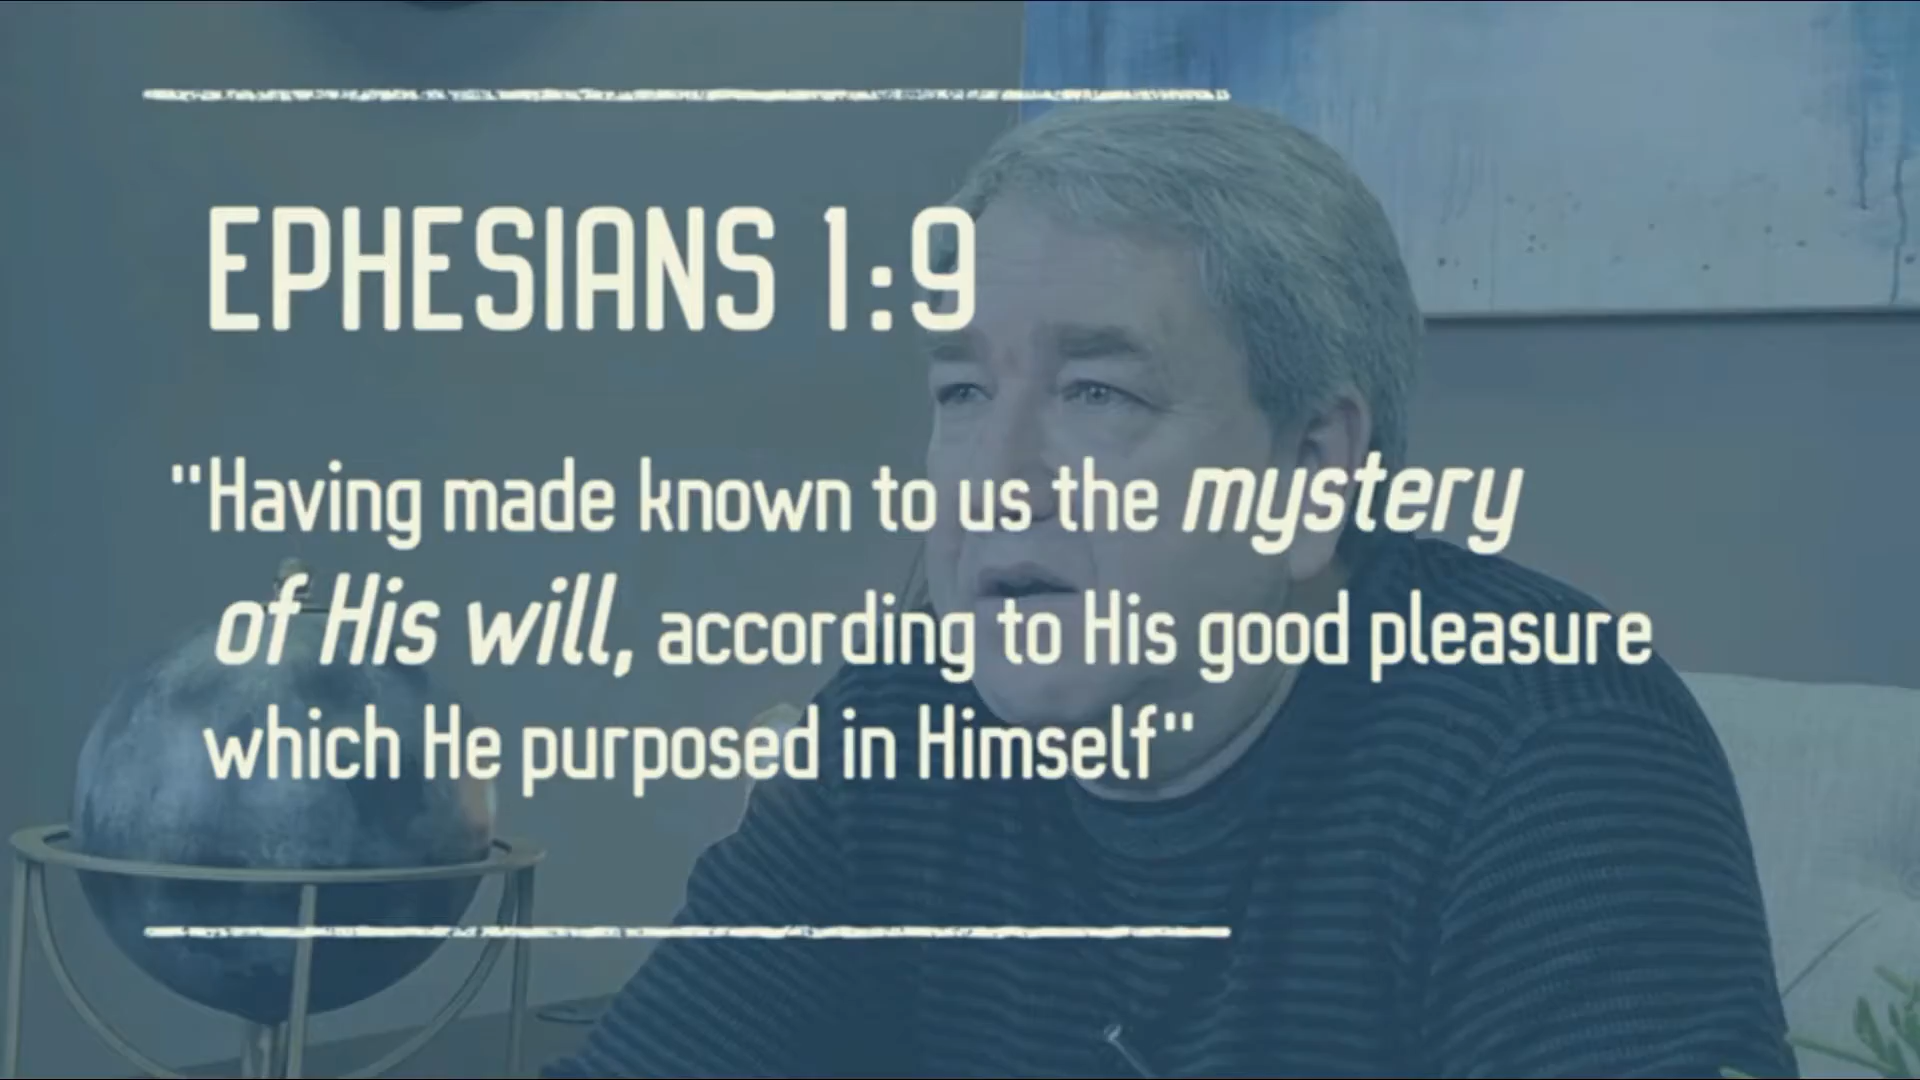 EPHESIANS 1:9
"Having made known to us the mystery
of His will, according to His good pleasure
which He purposed in Himself"